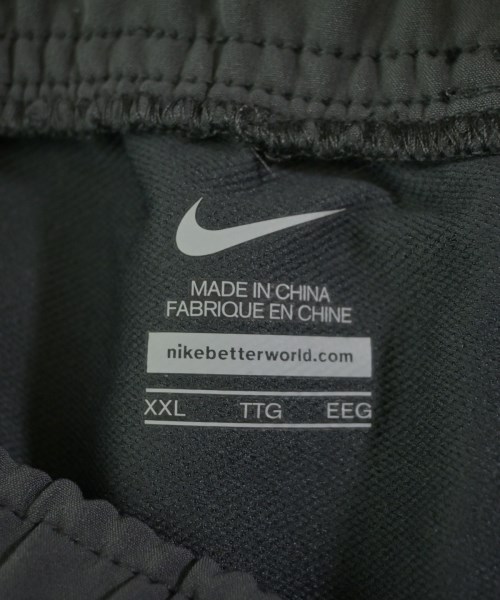 MADE IN CHINA
FABRIQUE EN CHINE
nikebetterworld.com
XXL TTG EEG